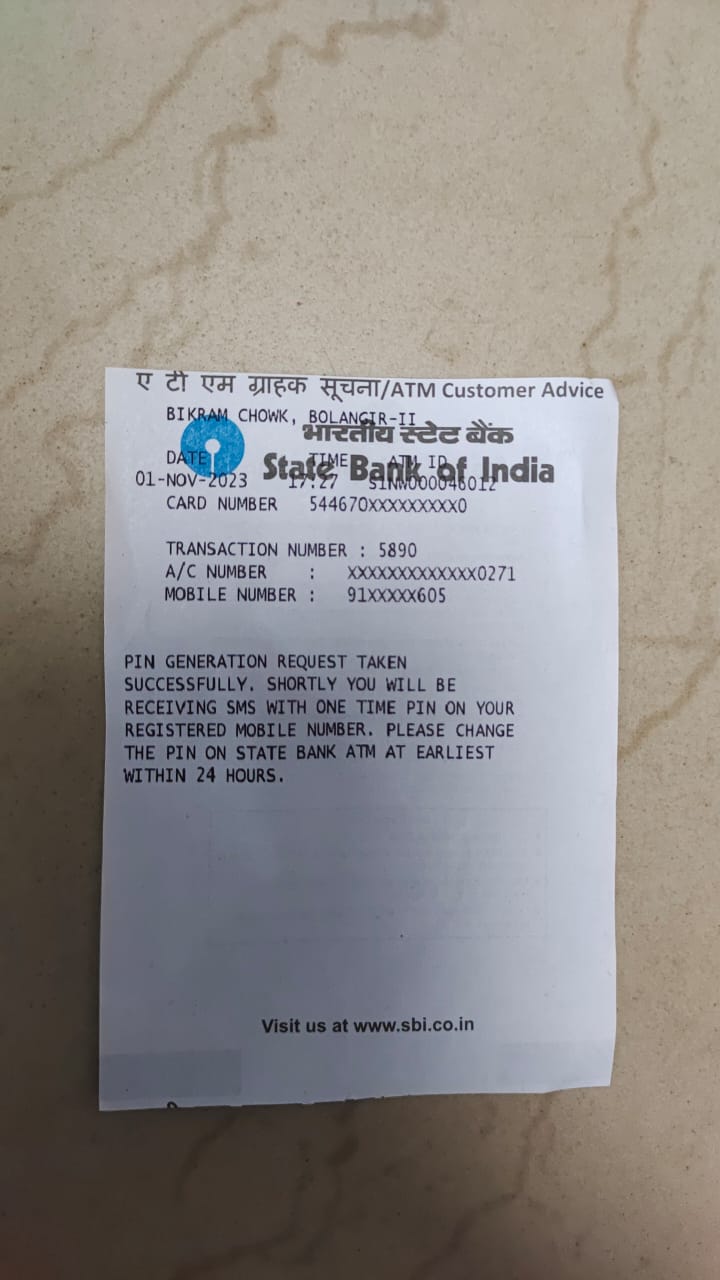 ए टी एम ग्राहक सूचना/ATM Customer Advice
BIKRAM CHOWK, BOLANGIR-II
भारतीय स्टेट बैंक
DATE TIME ATM ID
State Bank of India
01-NOV-2023 17:27 S1NW000046012
CARD NUMBER 544670XXXXXXXXX0
TRANSACTION NUMBER : 5890
A/C NUMBER : XXXXXXXXXXXXX0271
MOBILE NUMBER : 91XXXXX605
PIN GENERATION REQUEST TAKEN
SUCCESSFULLY. SHORTLY YOU WILL BE
RECEIVING SMS WITH ONE TIME PIN ON YOUR
REGISTERED MOBILE NUMBER. PLEASE CHANGE
THE PIN ON STATE BANK ATM AT EARLIEST
WITHIN 24 HOURS.
Visit us at www.sbi.co.in